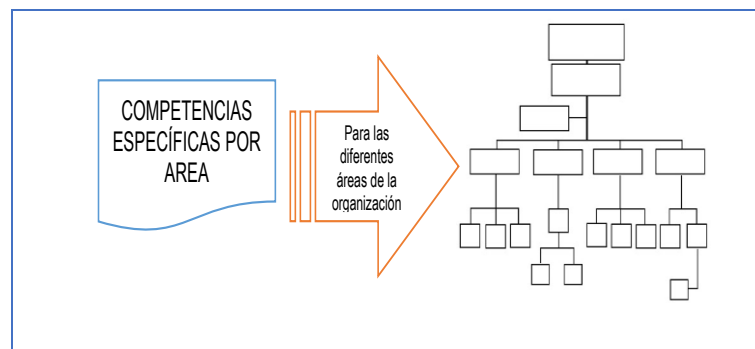 COMPETENCIAS
ESPECÍFICAS POR
AREA
Para las
diferentes
áreas de la
organización